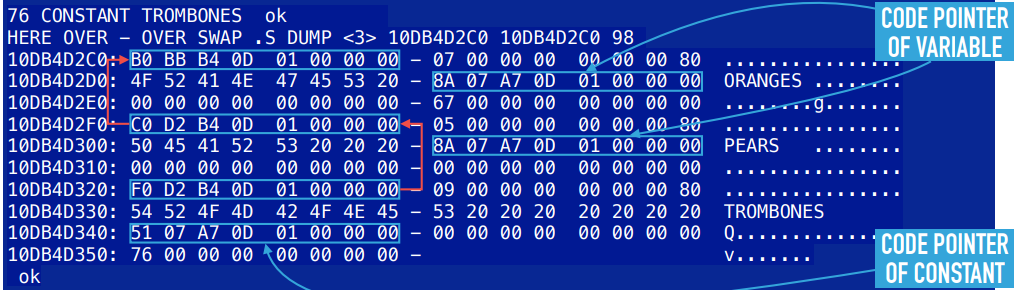 76 CONSTANT TROMBONES  ok
HERE OVER – OVER SWAP .S DUMP <3> 10DB4D2C0 10DB4D2C0 98
10DB4D2C0: B0 BB B4 0D  01 00 00 00 – 07 00 00 00  00 00 00 80  ................
10DB4D2D0: 4F 52 41 4E  47 45 53 20 – 8A 07 A7 0D  01 00 00 00  ORANGES ........
10DB4D2E0: 00 00 00 00  00 00 00 00 – 67 00 00 00  00 00 00 00  ........g.......
10DB4D2F0: C0 D2 B4 0D  01 00 00 00 – 05 00 00 00  00 00 00 80  ................
10DB4D300: 50 45 41 52  53 20 20 20 – 8A 07 A7 0D  01 00 00 00  PEARS   ........
10DB4D310: 00 00 00 00  00 00 00 00 – 00 00 00 00  00 00 00 00  ................
10DB4D320: F0 D2 B4 0D  01 00 00 00 – 09 00 00 00  00 00 00 80  ................
10DB4D330: 54 52 4F 4D  42 4F 4E 45 – 53 20 20 20  20 20 20 20  TROMBONES
10DB4D340: 51 07 A7 0D  01 00 00 00 – 00 00 00 00  00 00 00 00  Q...............
10DB4D350: 76 00 00 00  00 00 00 00 –  v.......
ok
CODE POINTER
OF VARIABLE
CODE POINTER
OF CONSTANT